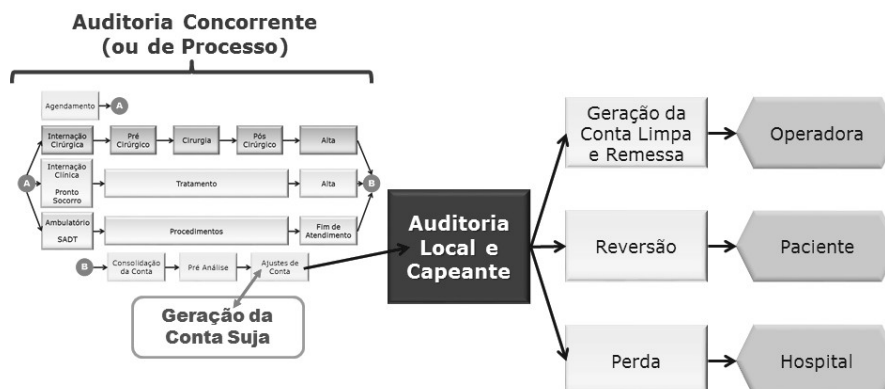 Auditoria Concorrente
(ou de Processo)
Agendamento
A
Internação
Cirúrgica
Pré
Cirúrgico
Cirurgia
Pós
Cirúrgico
Alta
A
Internação
Clínica
Pronto
Socorro
Tratamento
Alta
B
Ambulatório
SADT
Procedimentos
Fim de
Atendimento
B
Consolidação
da Conta
Pré Análise
Ajustes de
Conta
Geração da
Conta Suja
Auditoria
Local e
Capeante
Geração da
Conta Limpa
e Remessa
Operadora
Reversão
Paciente
Perda
Hospital